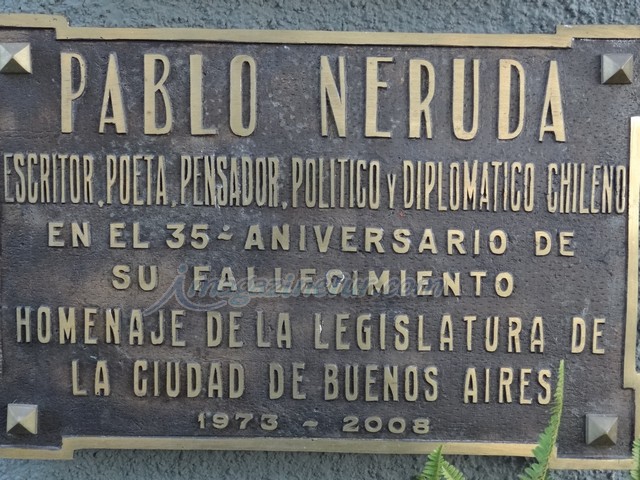 PABLO NERUDA
ESCRITOR, POETA, PENSADOR, POLITICO Y DIPLOMATICO CHILENO
EN EL 35- ANIVERSARIO DE
SU FALLECIMIENTO
HOMENAJE DE LA LEGISLATURA DE
LA CIUDAD DE BUENOS AIRES
1973 - 2008